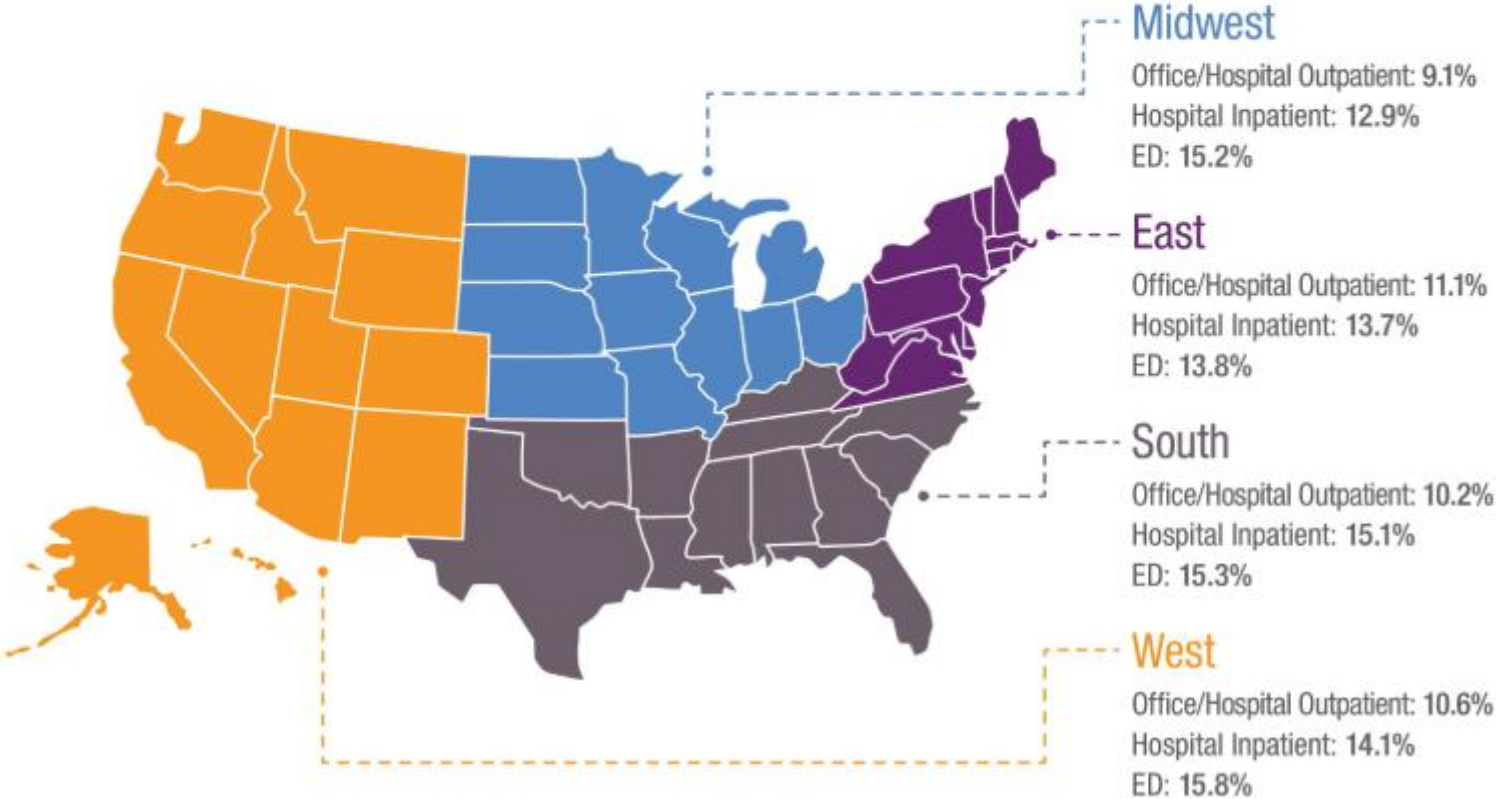 Midwest
Office/Hospital Outpatient: 9.1%
Hospital Inpatient: 12.9%
ED: 15.2%
East
Office/Hospital Outpatient: 11.1%
Hospital Inpatient: 13.7%
ED: 13.8%
South
Office/Hospital Outpatient: 10.2%
Hospital Inpatient: 15.1%
ED: 15.3%
West
Office/Hospital Outpatient: 10.6%
Hospital Inpatient: 14.1%
ED: 15.8%